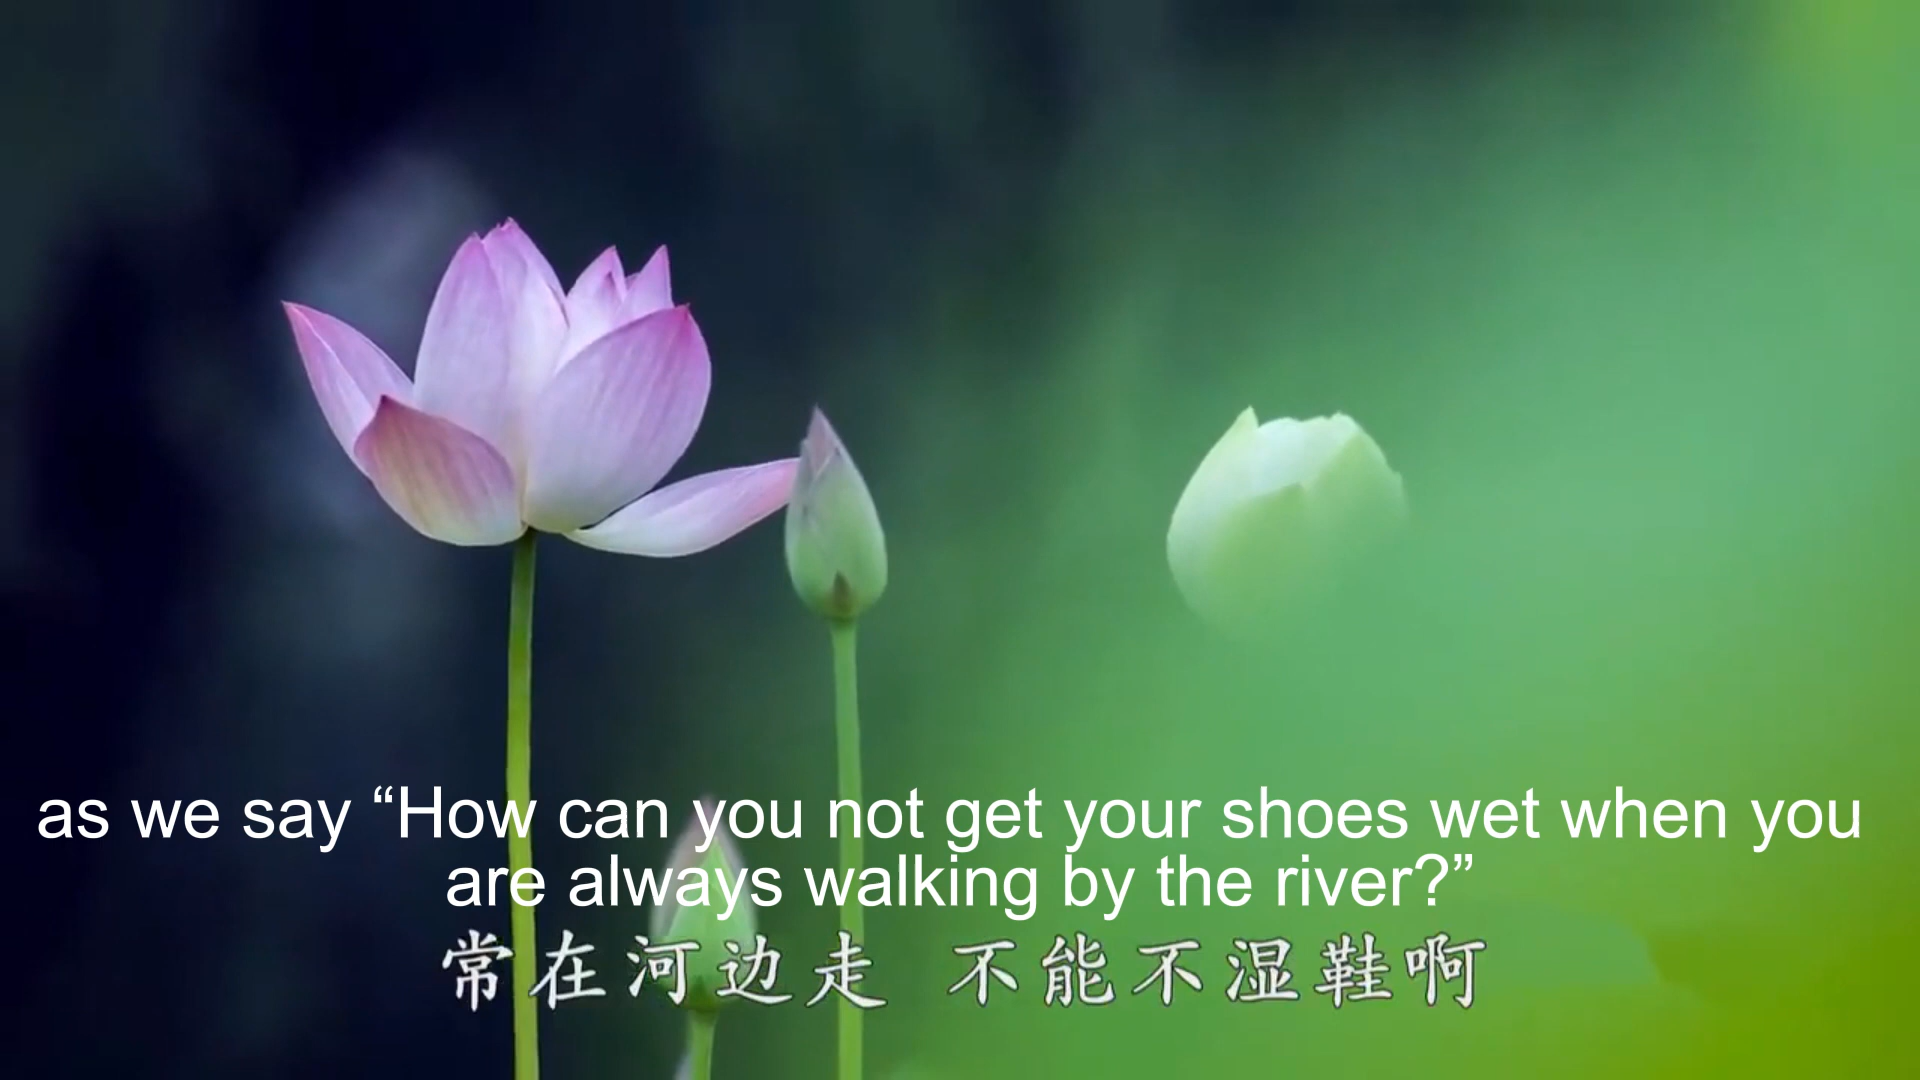 as we say “How can you not get your shoes wet when you
are always walking by the river?”
常在河边走 不能不湿鞋啊